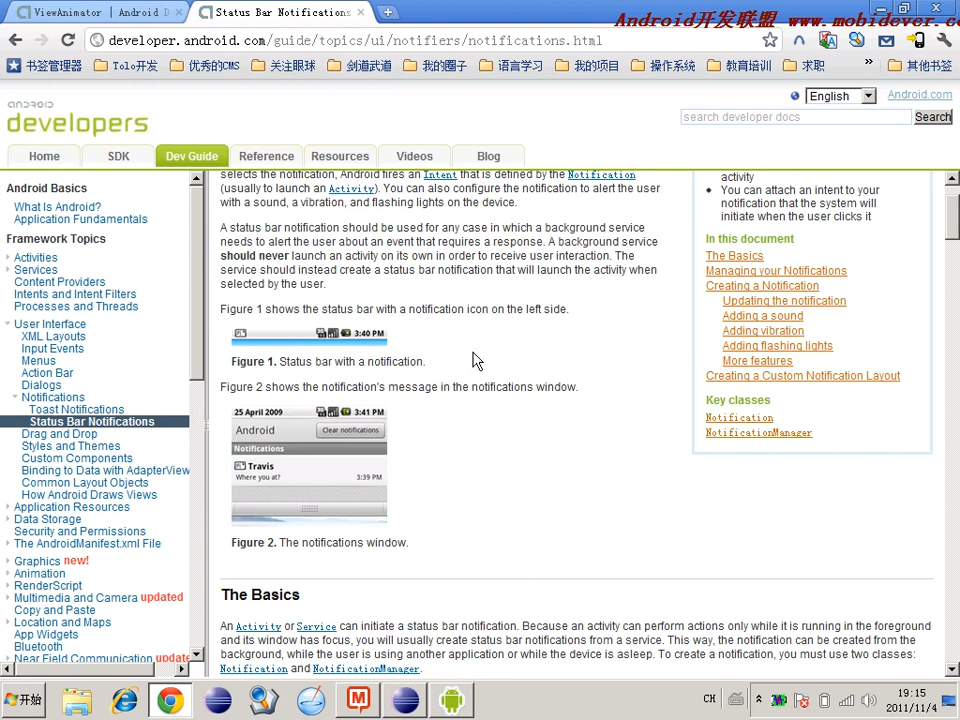 ViewAnimator | Android D
Status Bar Notifications
Android开发联盟 www.mobidever.co
developer.android.com/guide/topics/ui/notifiers/notifications.html
书签管理器 Tolo开发 优秀的CMS 关注眼球 剑道武道 我的圈子 语言学习 我的项目 操作系统 教育培训 求职 » 其他书签
English Android.com
android
developers
search developer docs Search
Home SDK Dev Guide Reference Resources Videos Blog
Android Basics
What Is Android?
Application Fundamentals
Framework Topics
Activities
Services
Content Providers
Intents and Intent Filters
Processes and Threads
User Interface
XML Layouts
Input Events
Menus
Action Bar
Dialogs
Notifications
Toast Notifications
Status Bar Notifications
Drag and Drop
Styles and Themes
Custom Components
Binding to Data with AdapterView
Common Layout Objects
How Android Draws Views
Application Resources
Data Storage
Security and Permissions
The AndroidManifest.xml File
Graphics new!
Animation
RenderScript
Multimedia and Camera updated
Copy and Paste
Location and Maps
App Widgets
Bluetooth
Near Field Communication update
selects the notification, Android fires an Intent that is defined by the Notification
(usually to launch an Activity). You can also configure the notification to alert the user
with a sound, a vibration, and flashing lights on the device.
A status bar notification should be used for any case in which a background service
needs to alert the user about an event that requires a response. A background service
should never launch an activity on its own in order to receive user interaction. The
service should instead create a status bar notification that will launch the activity when
selected by the user.
Figure 1 shows the status bar with a notification icon on the left side.
3:40 PM
Figure 1. Status bar with a notification.
Figure 2 shows the notification's message in the notifications window.
25 April 2009 3:41 PM
Android Clear notifications
Notifications
Travis
Where you at? 3:39 PM
Figure 2. The notifications window.
activity
You can attach an intent to your
notification that the system will
initiate when the user clicks it
In this document
The Basics
Managing your Notifications
Creating a Notification
Updating the notification
Adding a sound
Adding vibration
Adding flashing lights
More features
Creating a Custom Notification Layout
Key classes
Notification
NotificationManager
The Basics
An Activity or Service can initiate a status bar notification. Because an activity can perform actions only while it is running in the foreground
and its window has focus, you will usually create status bar notifications from a service. This way, the notification can be created from the
background, while the user is using another application or while the device is asleep. To create a notification, you must use two classes:
Notification and NotificationManager.
开始
CH
19:15
2011/11/4